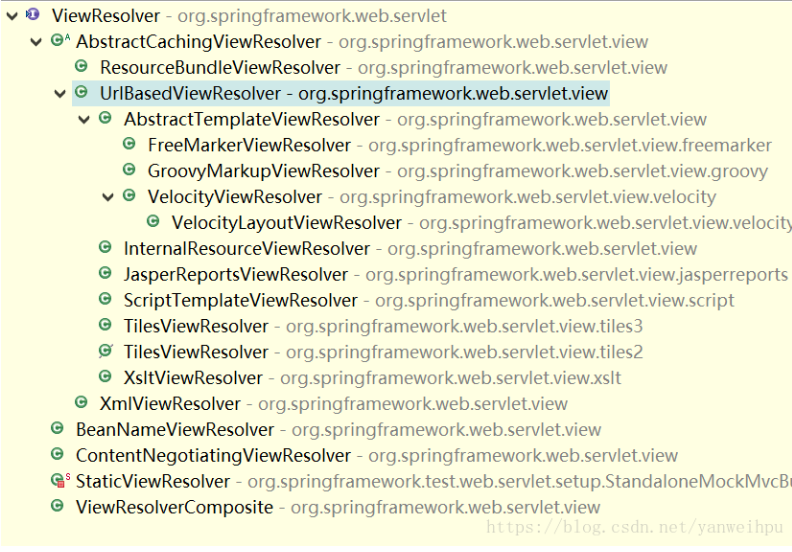 ViewResolver - org.springframework.web.servlet
AbstractCachingViewResolver - org.springframework.web.servlet.view
ResourceBundleViewResolver - org.springframework.web.servlet.view
UrlBasedViewResolver - org.springframework.web.servlet.view
AbstractTemplateViewResolver - org.springframework.web.servlet.view
FreeMarkerViewResolver - org.springframework.web.servlet.view.freemarker
GroovyMarkupViewResolver - org.springframework.web.servlet.view.groovy
VelocityViewResolver - org.springframework.web.servlet.view.velocity
VelocityLayoutViewResolver - org.springframework.web.servlet.view.velocity
InternalResourceViewResolver - org.springframework.web.servlet.view
JasperReportsViewResolver - org.springframework.web.servlet.view.jasperreports
ScriptTemplateViewResolver - org.springframework.web.servlet.view.script
TilesViewResolver - org.springframework.web.servlet.view.tiles3
TilesViewResolver - org.springframework.web.servlet.view.tiles2
XsltViewResolver - org.springframework.web.servlet.view.xslt
XmlViewResolver - org.springframework.web.servlet.view
BeanNameViewResolver - org.springframework.web.servlet.view
ContentNegotiatingViewResolver - org.springframework.web.servlet.view
StaticViewResolver - org.springframework.test.web.servlet.setup.StandaloneMockMvcBu
ViewResolverComposite - org.springframework.web.servlet.view
https://blog.csdn.net/yanweihpu